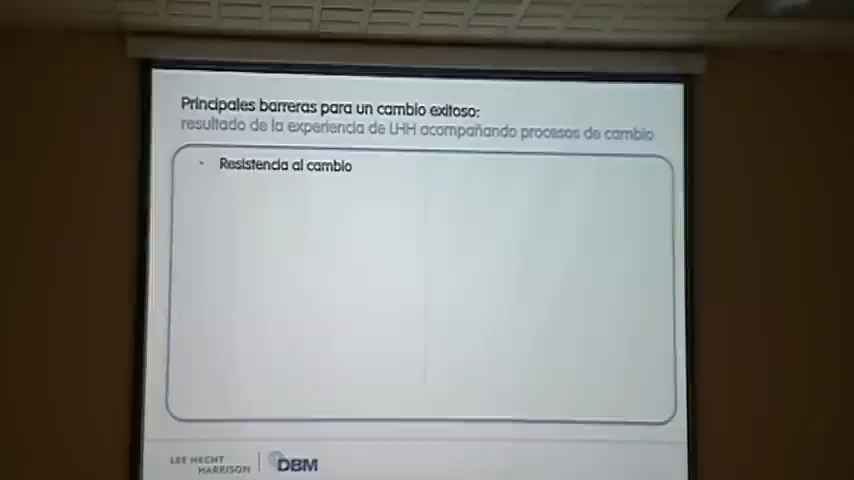 Principales barreras para un cambio exitoso:
resultado de la experiencia de LHH acompañando procesos de cambio
- Resistencia al cambio
LEE HECHT
HARRISON
DBM